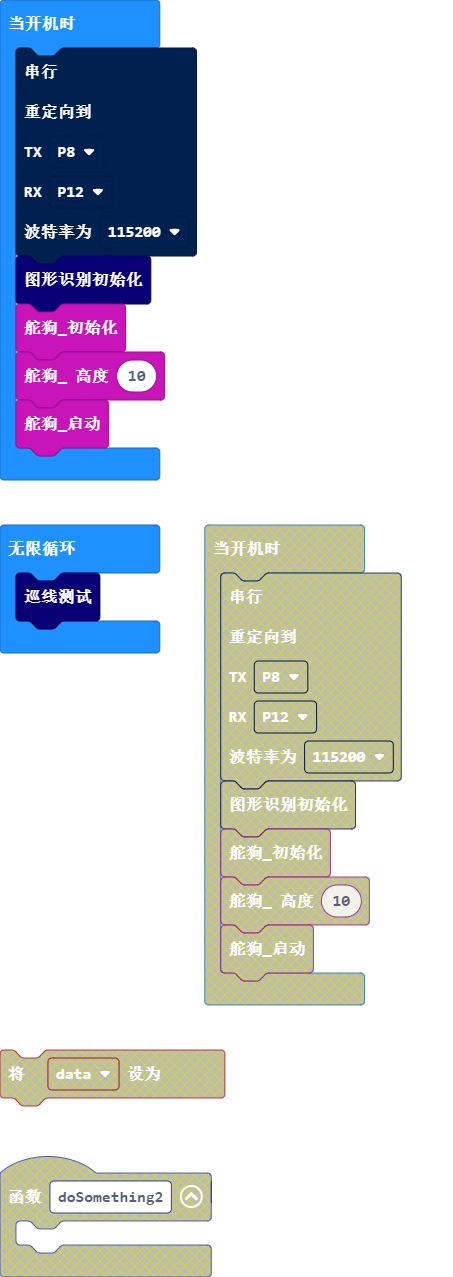 当开机时
串行
重定向到
TX P8
RX P12
波特率为 115200
图形识别初始化
舵狗_初始化
舵狗_ 高度 10
舵狗_启动
无限循环
巡线测试
当开机时
串行
重定向到
TX P8
RX P12
波特率为 115200
图形识别初始化
舵狗_初始化
舵狗_ 高度 10
舵狗_启动
将 data 设为
函数 doSomething2